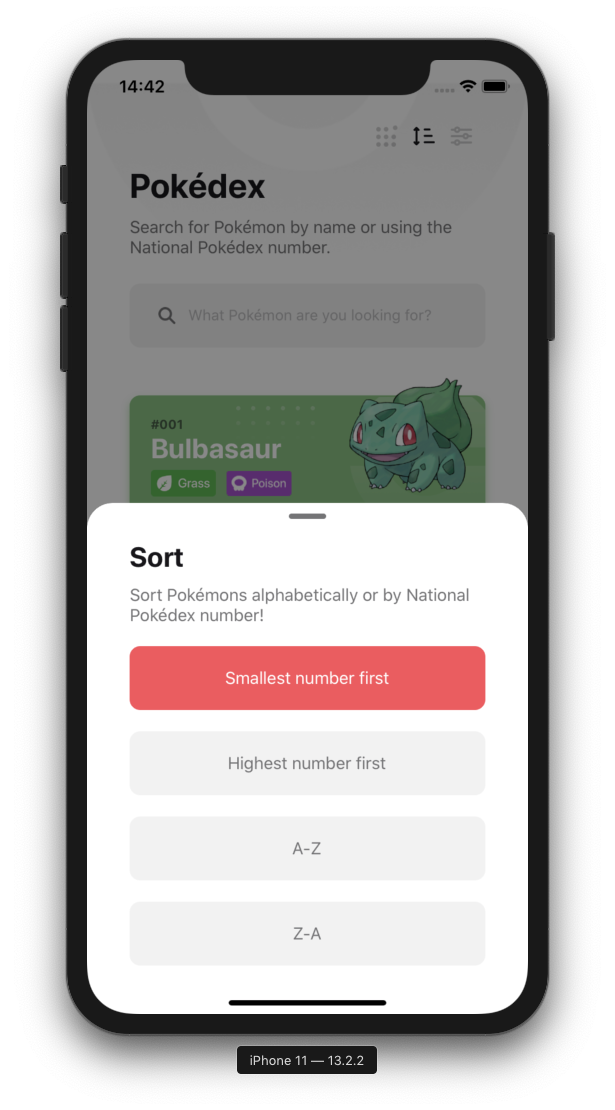 14:42
Pokédex
Search for Pokémon by name or using the
National Pokédex number.
What Pokémon are you looking for?
#001
Bulbasaur
Grass Poison
Sort
Sort Pokémons alphabetically or by National
Pokédex number!
Smallest number first
Highest number first
A-Z
Z-A
iPhone 11 — 13.2.2